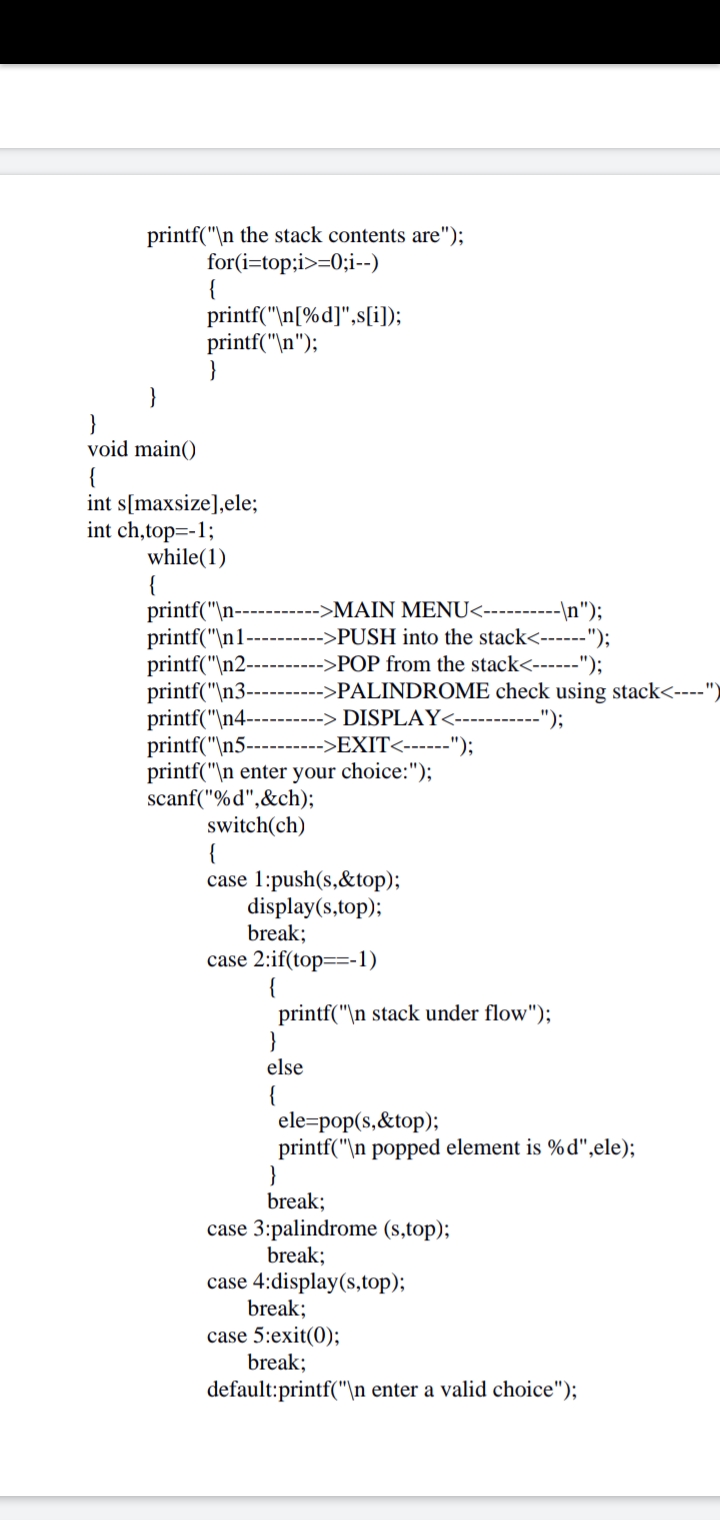 printf("\n the stack contents are");
for(i=top;i>=0;i--)
{
printf("\n[%d]",s[i]);
printf("\n");
}
}
}
void main()
{
int s[maxsize],ele;
int ch,top=-1;
while(1)
{
printf("\n----------->MAIN MENU<----------\n");
printf("\n1---------->PUSH into the stack<------");
printf("\n2---------->POP from the stack<------");
printf("\n3---------->PALINDROME check using stack<----")
printf("\n4----------> DISPLAY<-----------");
printf("\n5---------->EXIT<------");
printf("\n enter your choice:");
scanf("%d",&ch);
switch(ch)
{
case 1:push(s,&top);
display(s,top);
break;
case 2:if(top==-1)
{
printf("\n stack under flow");
}
else
{
ele=pop(s,&top);
printf("\n popped element is %d",ele);
}
break;
case 3:palindrome (s,top);
break;
case 4:display(s,top);
break;
case 5:exit(0);
break;
default:printf("\n enter a valid choice");